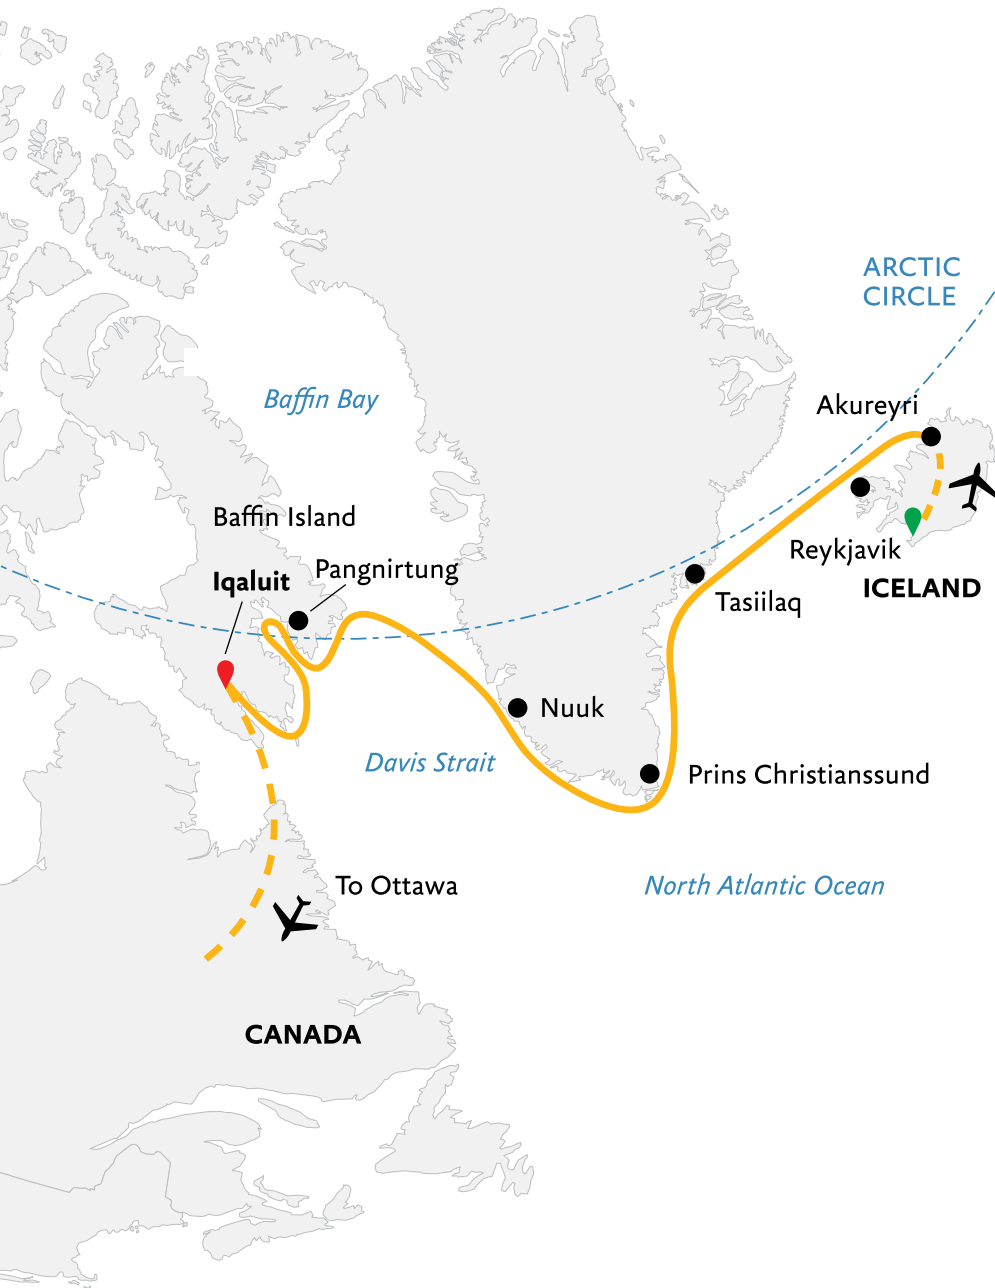 ARCTIC
CIRCLE
Baffin Bay
Akureyri
Baffin Island
Reykjavik
Pangnirtung
Iqaluit
ICELAND
Tasiilaq
Nuuk
Davis Strait
Prins Christianssund
To Ottawa
North Atlantic Ocean
CANADA